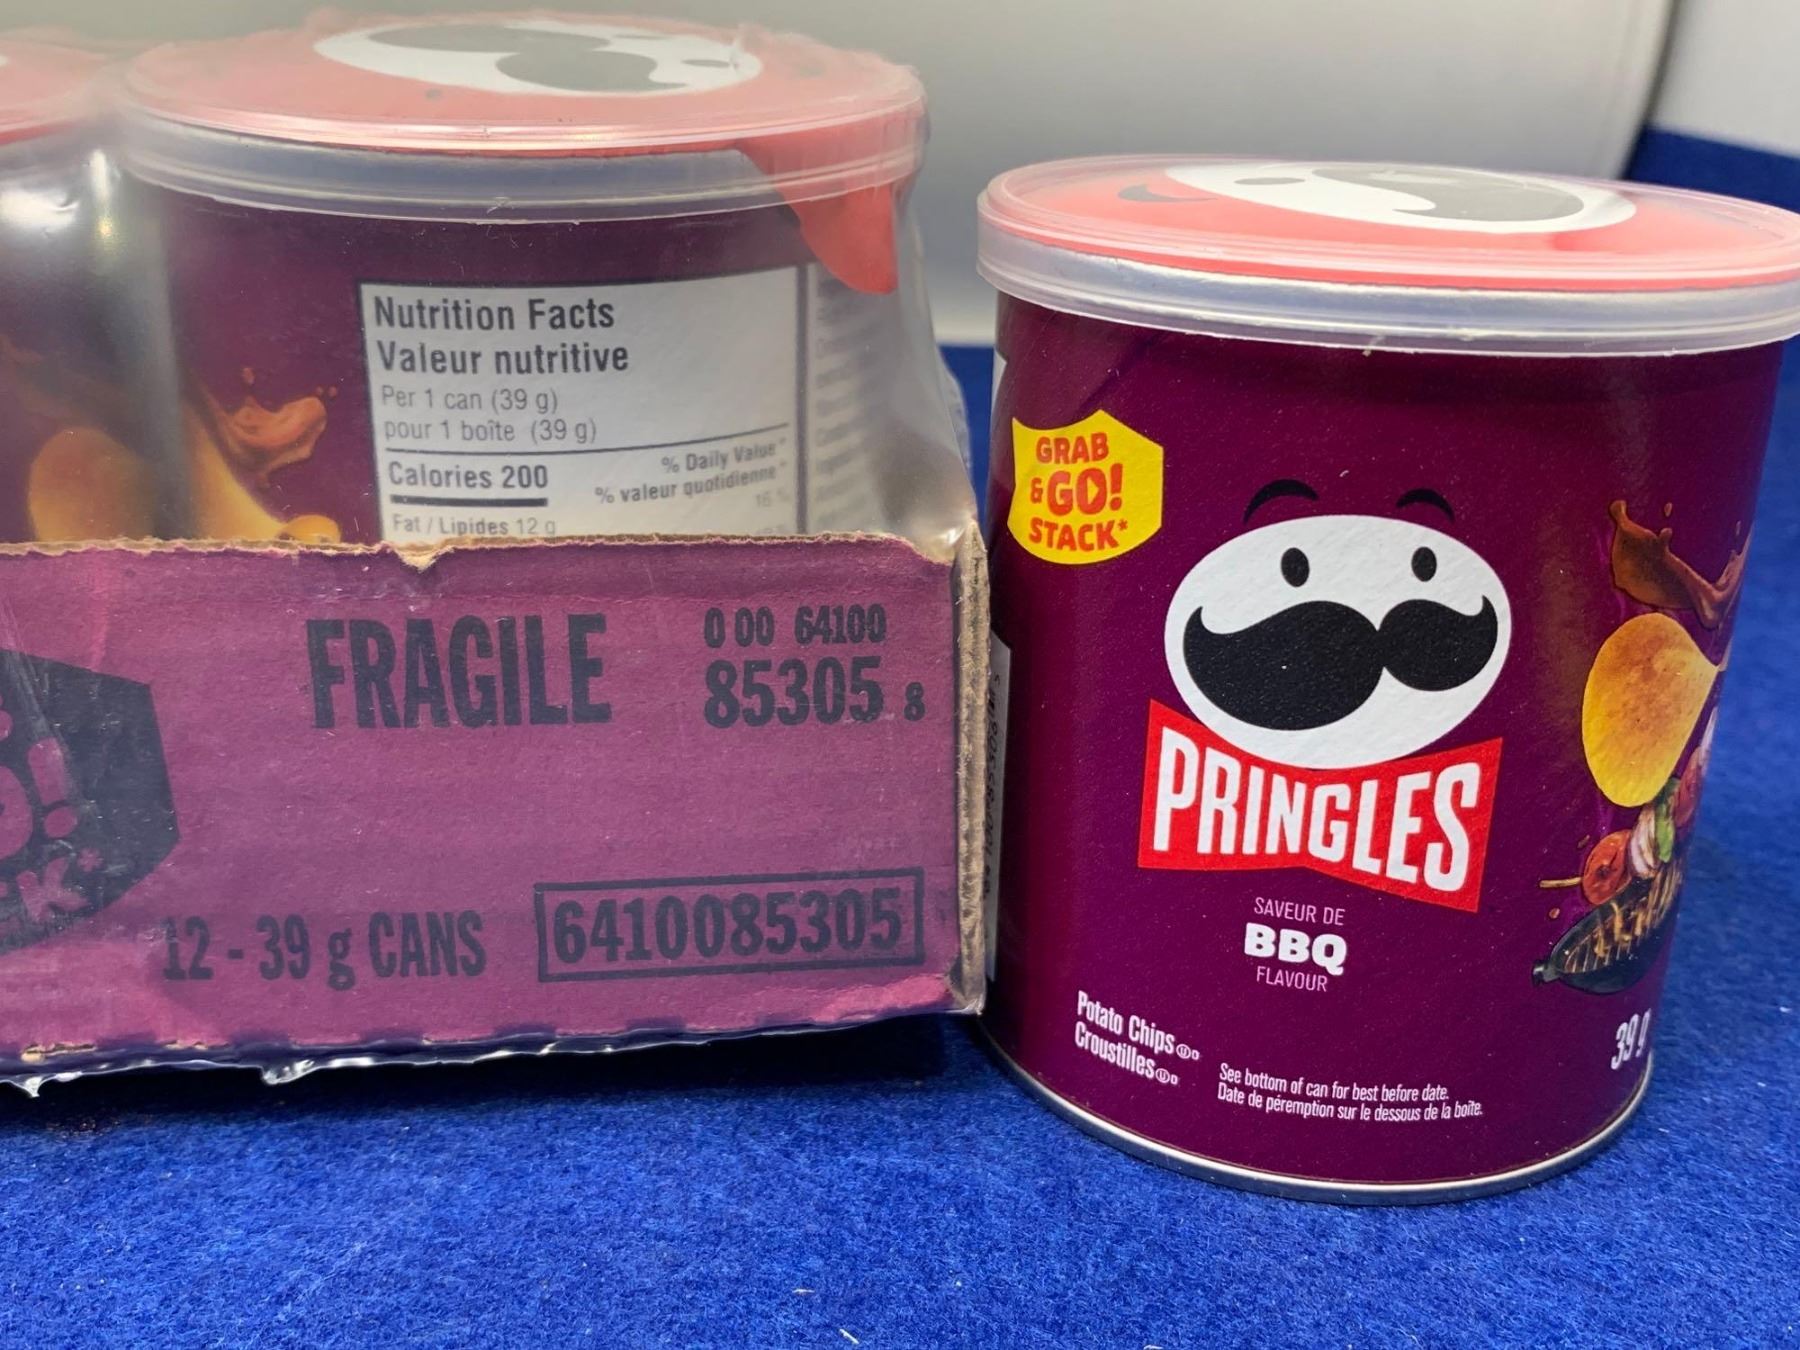 Nutrition Facts
Valeur nutritive
Per 1 can (39 g)
pour 1 boîte (39 g)
Calories 200
% Daily Value*
% valeur quotidienne*
Fat / Lipides 12 g
16 %
FRAGILE
0 00 64100
85305 8
12 - 39 g CANS
6410085305
GRAB
& GO!
STACK*
PRINGLES
SAVEUR DE
BBQ
FLAVOUR
Potato Chips
Croustilles
39 g
See bottom of can for best before date.
Date de péremption sur le dessous de la boîte.